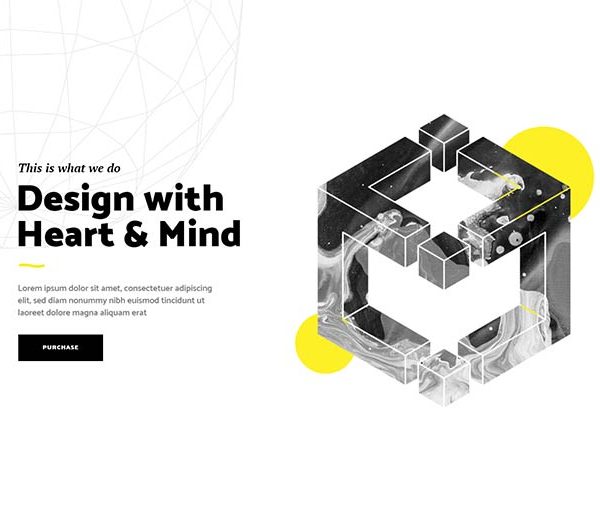 This is what we do
Design with
Heart & Mind
Lorem ipsum dolor sit amet, consectetuer adipiscing
elit, sed diam nonummy nibh euismod tincidunt ut
laoreet dolore magna aliquam erat
PURCHASE